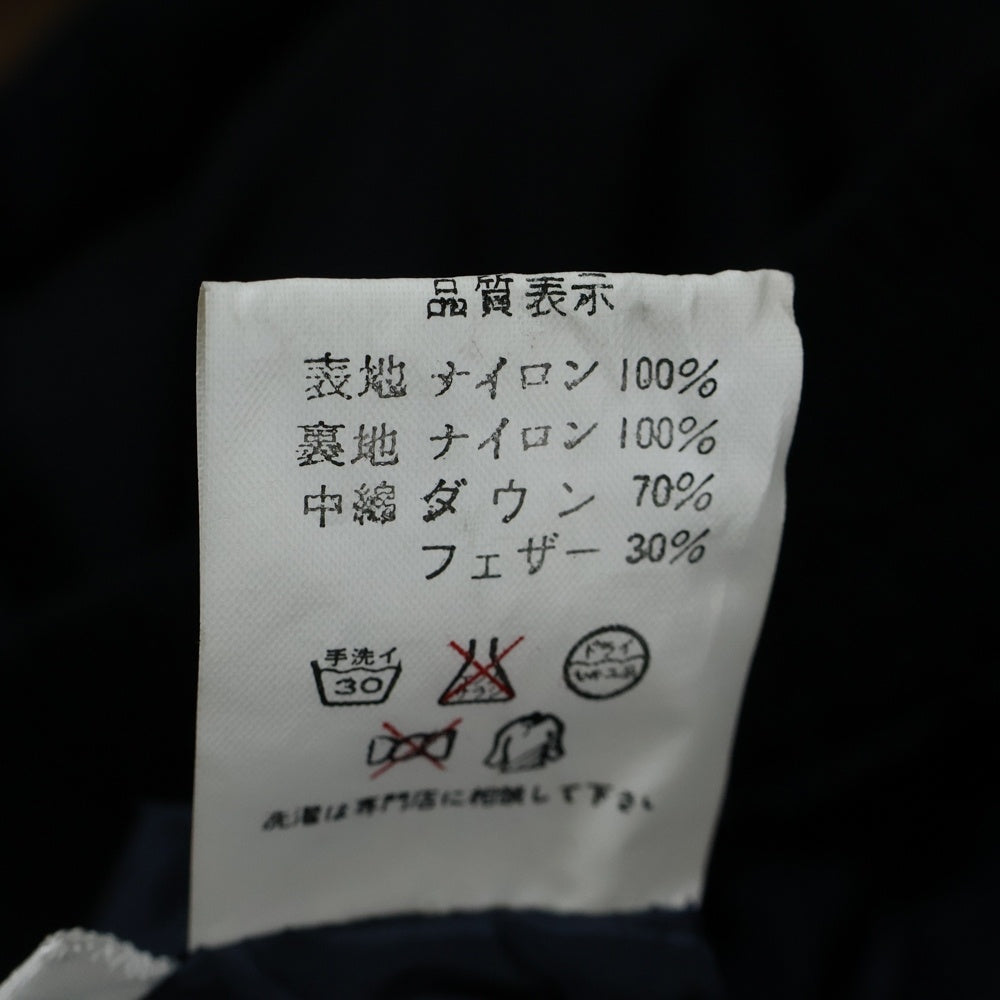 品質表示
表地 ナイロン 100%
裏地 ナイロン 100%
中綿 ダウン 70%
フェザー 30%
手洗イ
30
ドライ
洗濯は専門店に相談して下さい